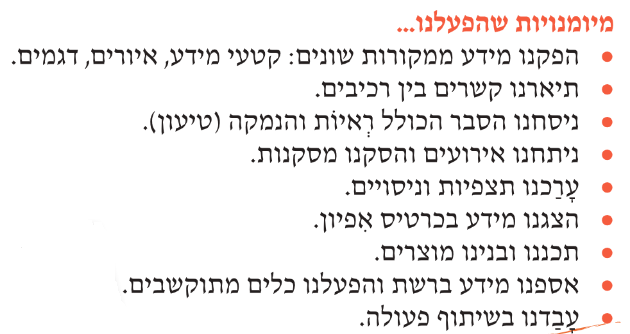 מיומנויות שהפעלנו...
• הפקנו מידע ממקורות שונים: קטעי מידע, איורים, דגמים.
• תיארנו קשרים בין רכיבים.
• ניסחנו הסבר הכולל רְאיוֹת והנמקה (טיעון).
• ניתחנו אירועים והסקנו מסקנות.
• עָרַכנו תצפיות וניסויים.
• הצגנו מידע בכרטיס אִפיון.
• תכננו ובנינו מוצרים.
• אספנו מידע ברשת והפעלנו כלים מתוקשבים.
• עָבַדנו בשיתוף פעולה.